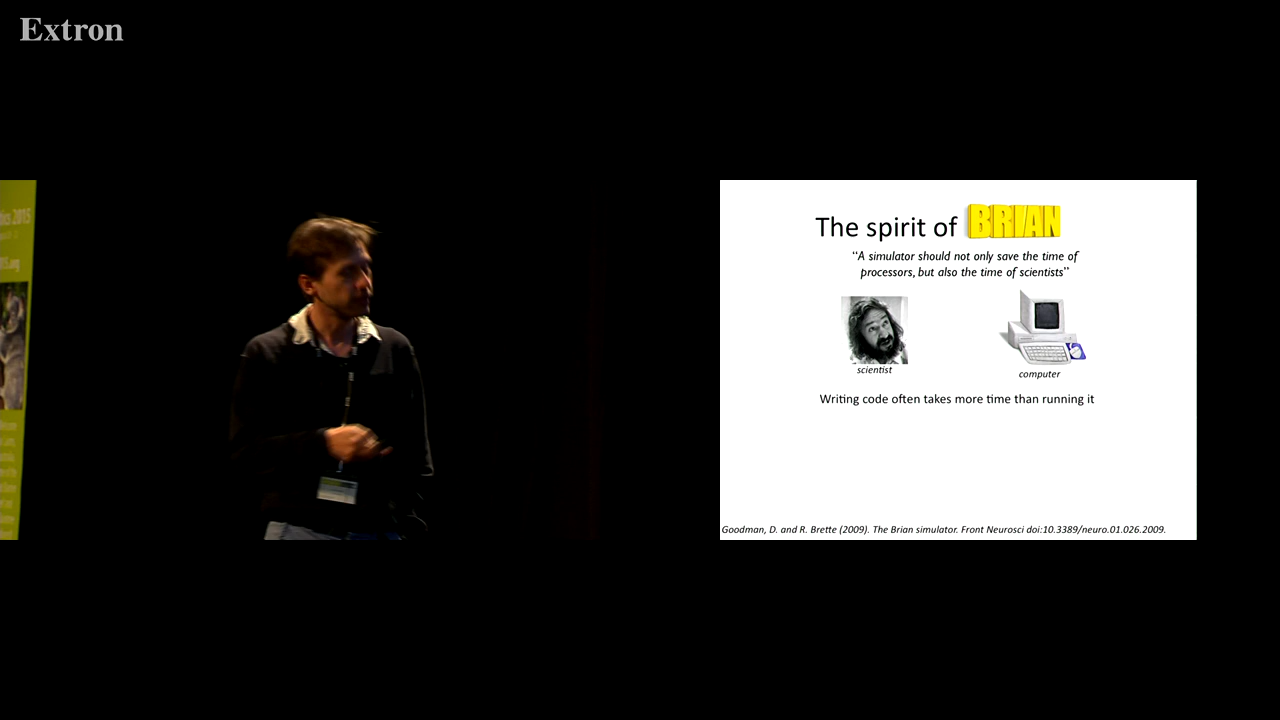 Extron
2015
The spirit of BRIAN
“A simulator should not only save the time of
processors, but also the time of scientists”
scientist
computer
Writing code often takes more time than running it
Goodman, D. and R. Brette (2009). The Brian simulator. Front Neurosci doi:10.3389/neuro.01.026.2009.